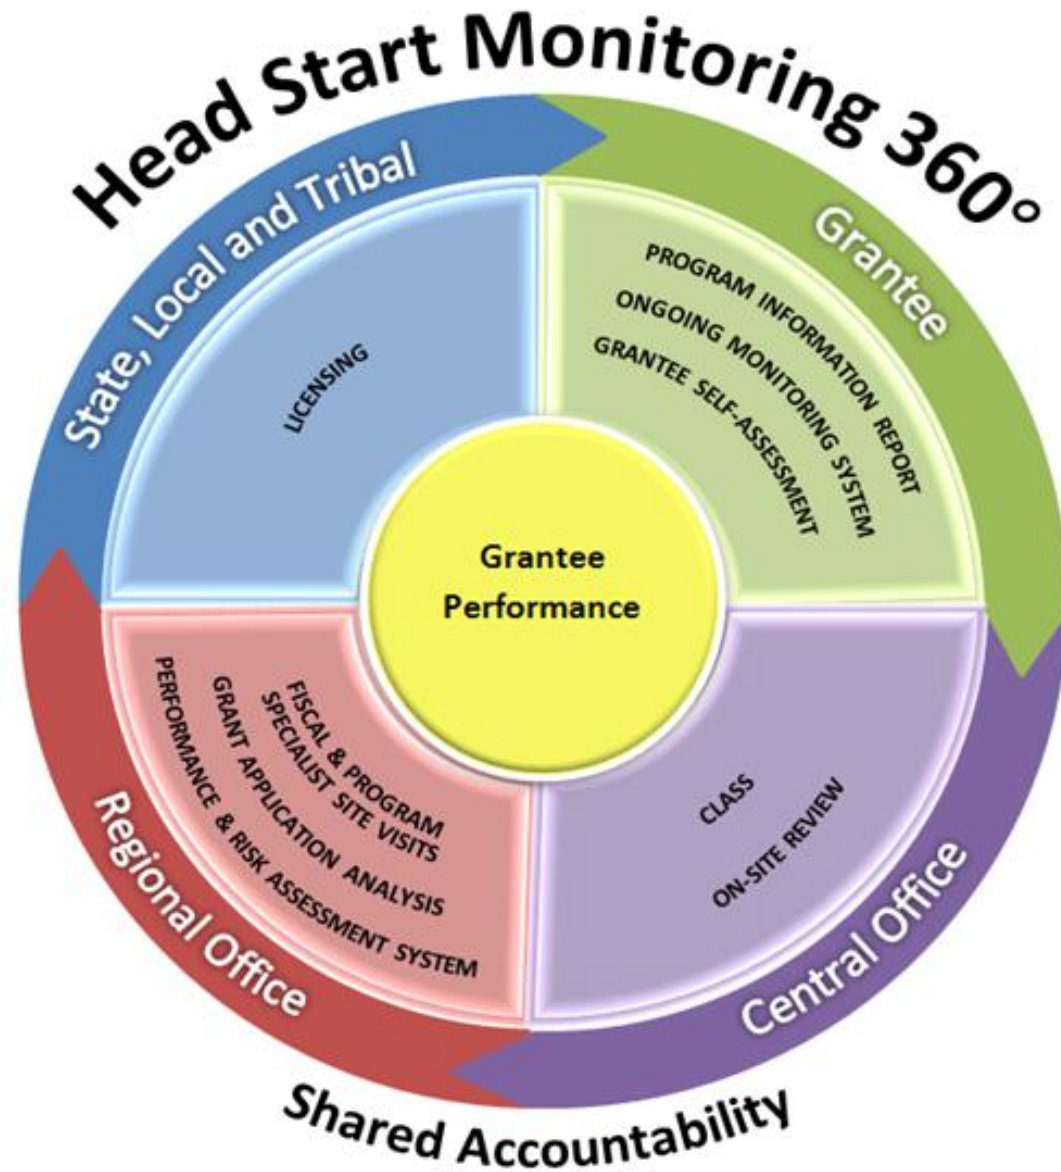 Head Start Monitoring 360°
State, Local and Tribal
LICENSING
Grantee
PROGRAM INFORMATION REPORT
ONGOING MONITORING SYSTEM
GRANTEE SELF-ASSESSMENT
Grantee
Performance
Regional Office
FISCAL & PROGRAM
SPECIALIST SITE VISITS
GRANT APPLICATION ANALYSIS
PERFORMANCE & RISK ASSESSMENT SYSTEM
Central Office
CLASS
ON-SITE REVIEW
Shared Accountability